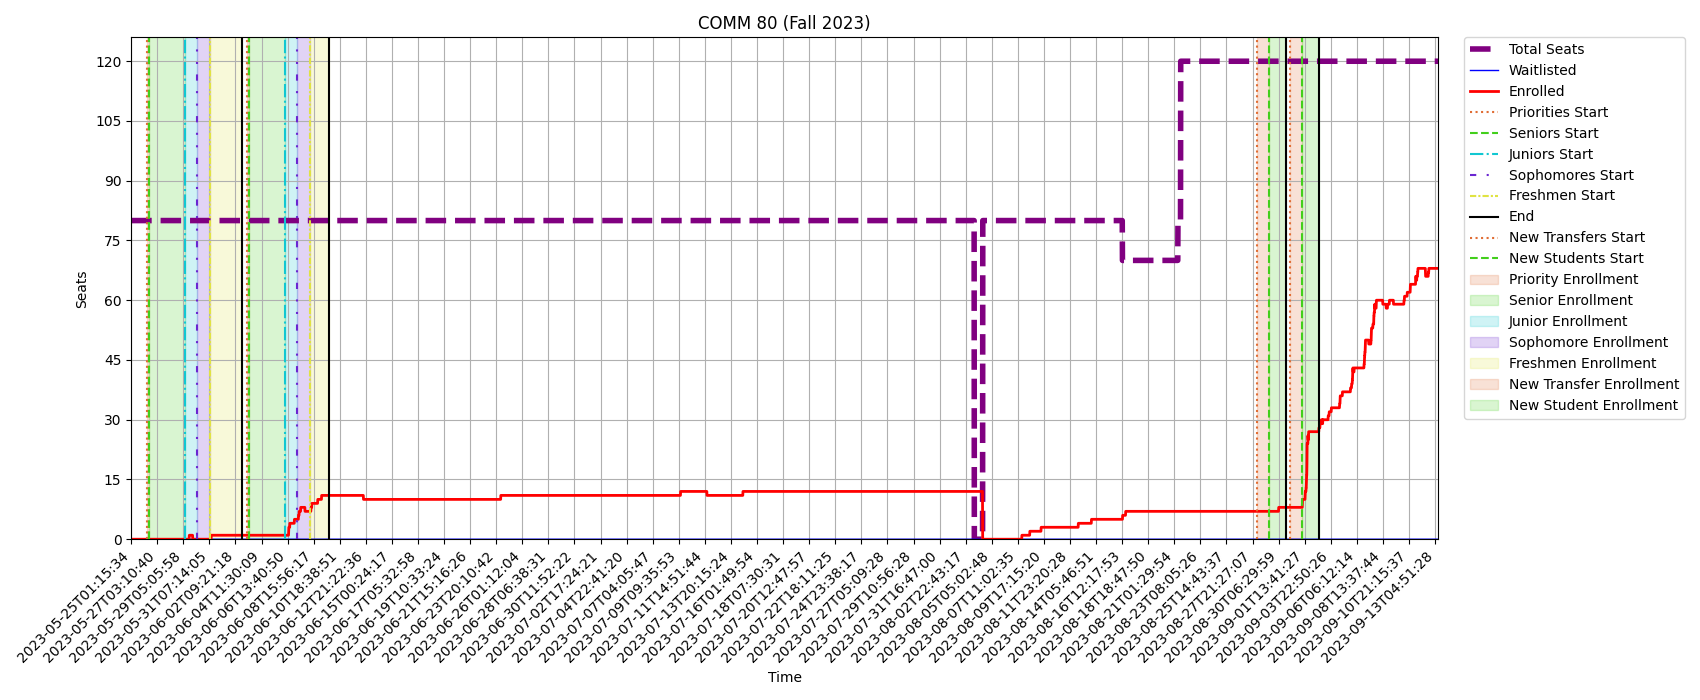 COMM 80 (Fall 2023)
120
105
90
75
60
45
30
15
0
Seats
2023-05-25T01:15:34
2023-05-27T03:10:40
2023-05-29T05:05:58
2023-05-31T07:14:05
2023-06-02T09:21:18
2023-06-04T11:30:09
2023-06-06T13:40:50
2023-06-08T15:56:17
2023-06-10T18:38:51
2023-06-12T21:22:36
2023-06-15T00:24:17
2023-06-17T05:32:58
2023-06-19T10:33:24
2023-06-21T15:16:26
2023-06-23T20:10:42
2023-06-26T01:12:04
2023-06-28T06:38:31
2023-06-30T11:52:22
2023-07-02T17:24:21
2023-07-04T22:41:20
2023-07-07T04:05:47
2023-07-09T09:35:53
2023-07-11T14:51:44
2023-07-13T20:15:24
2023-07-16T01:49:54
2023-07-18T07:30:31
2023-07-20T12:47:57
2023-07-22T18:11:25
2023-07-24T23:38:17
2023-07-27T05:09:28
2023-07-29T10:56:28
2023-07-31T16:47:00
2023-08-02T22:43:17
2023-08-05T05:02:48
2023-08-07T11:02:35
2023-08-09T17:15:20
2023-08-11T23:20:28
2023-08-14T05:46:51
2023-08-16T12:17:53
2023-08-18T18:47:50
2023-08-21T01:29:54
2023-08-23T08:05:26
2023-08-25T14:43:37
2023-08-27T21:27:07
2023-08-30T06:29:59
2023-09-01T13:41:27
2023-09-03T22:50:26
2023-09-06T06:12:14
2023-09-08T13:37:44
2023-09-10T21:15:37
2023-09-13T04:51:28
Time
Total Seats
Waitlisted
Enrolled
Priorities Start
Seniors Start
Juniors Start
Sophomores Start
Freshmen Start
End
New Transfers Start
New Students Start
Priority Enrollment
Senior Enrollment
Junior Enrollment
Sophomore Enrollment
Freshmen Enrollment
New Transfer Enrollment
New Student Enrollment